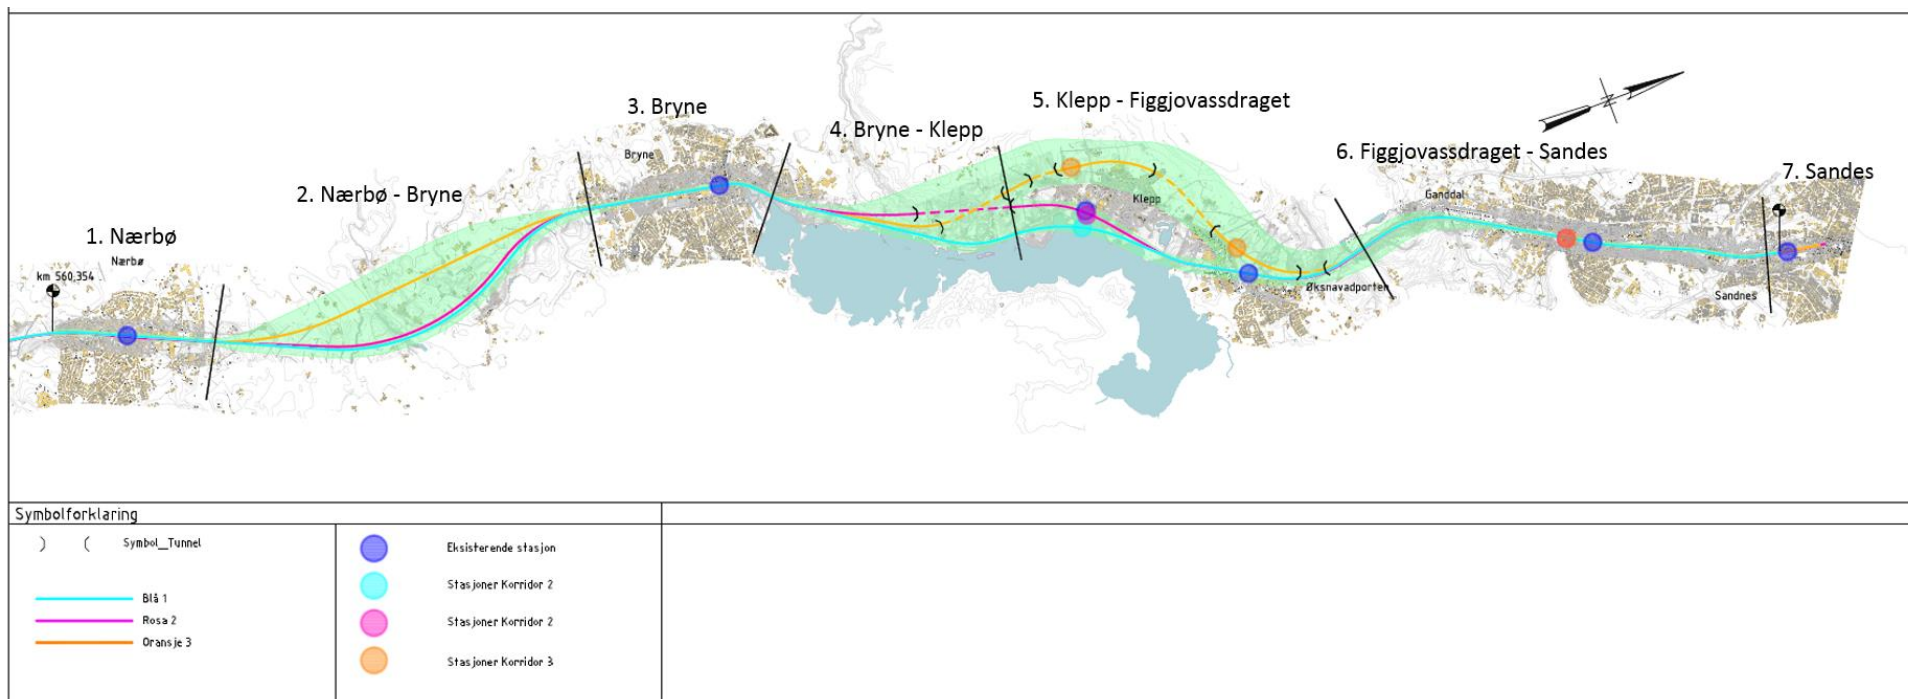 1. Nærbø
Nærbø
km 560,354
2. Nærbø - Bryne
3. Bryne
Bryne
4. Bryne - Klepp
5. Klepp - Figgjovassdraget
Klepp
Øksnavadporten
6. Figgjovassdraget - Sandes
Ganddal
7. Sandes
Sandnes
N
Symbolforklaring
Symbol_Tunnel
Blå 1
Rosa 2
Oransje 3
Eksisterende stasjon
Stasjoner Korridor 2
Stasjoner Korridor 2
Stasjoner Korridor 3